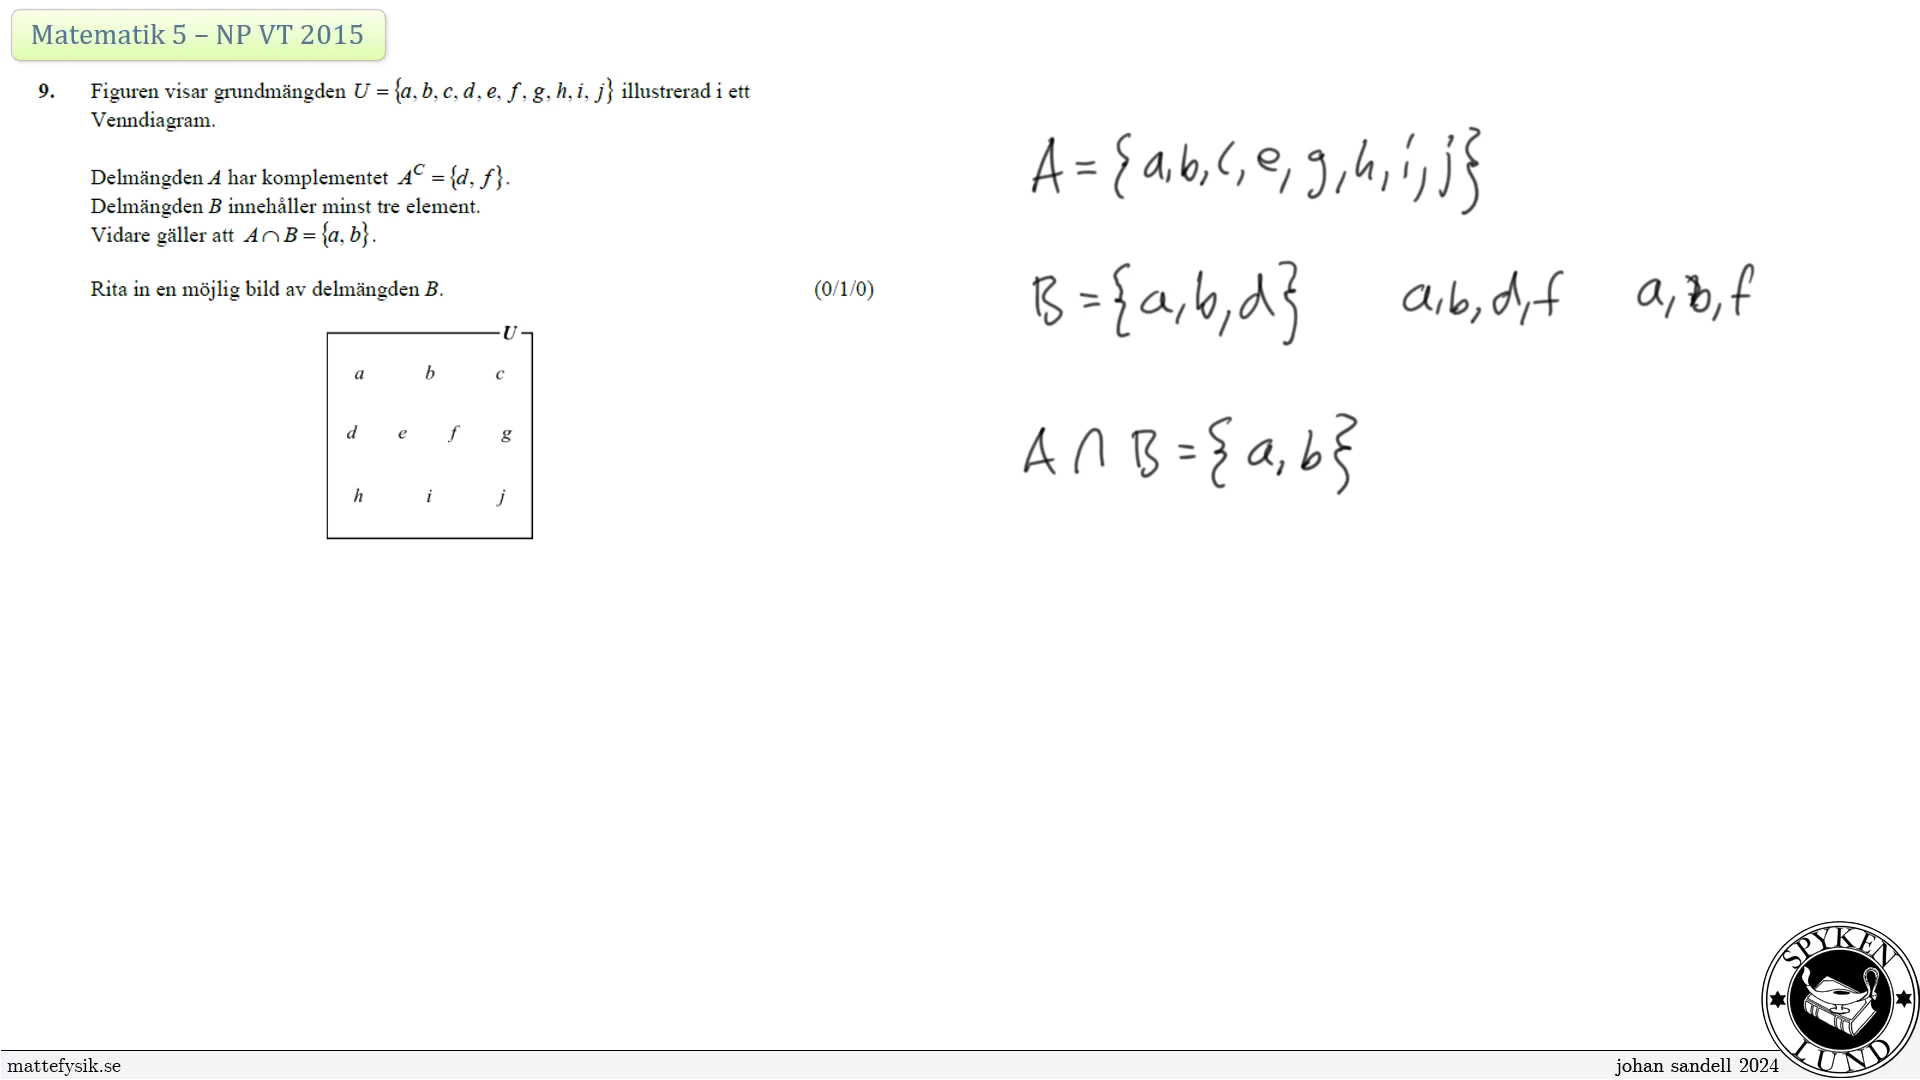 Matematik 5 – NP VT 2015
9. Figuren visar grundmängden U = {a, b, c, d, e, f, g, h, i, j} illustrerad i ett
Venndiagram.
Delmängden A har komplementet A^C = {d, f}.
Delmängden B innehåller minst tre element.
Vidare gäller att A∩B = {a, b}.
Rita in en möjlig bild av delmängden B. (0/1/0)
U
a b c
d e f g
h i j
A = {a, b, c, e, g, h, i, j}
B = {a, b, d} a, b, d, f a, b, f
A ∩ B = {a, b}
SPYKEN
LUND
mattefysik.se
johan sandell 2024